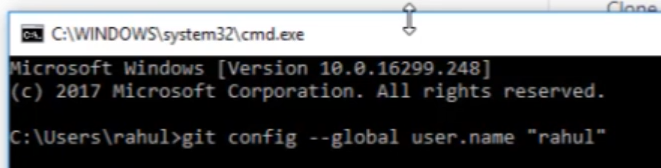 Clone
C:\WINDOWS\system32\cmd.exe
Microsoft Windows [Version 10.0.16299.248]
(c) 2017 Microsoft Corporation. All rights reserved.
C:\Users\rahul>git config --global user.name "rahul"